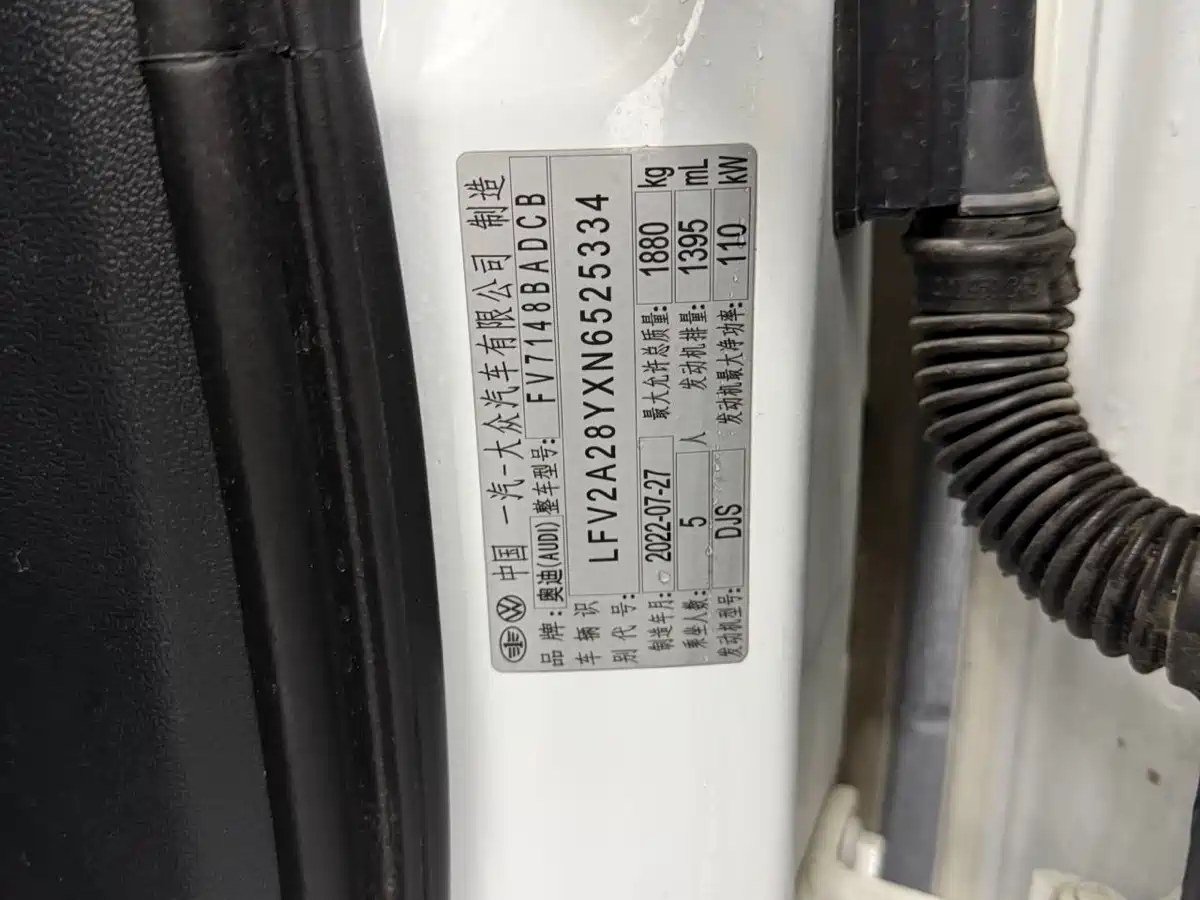 中国 一汽-大众汽车有限公司 制造
品牌: 奥迪(AUDI) 整车型号: FV7148BADCB
车辆识别代号: LFV2A28YXN6525334
制造年月: 2022-07-27 最大允许总质量: 1880 kg
乘坐人数: 5 人 发动机排量: 1395 mL
发动机型号: DJS 发动机最大净功率: 110 kW